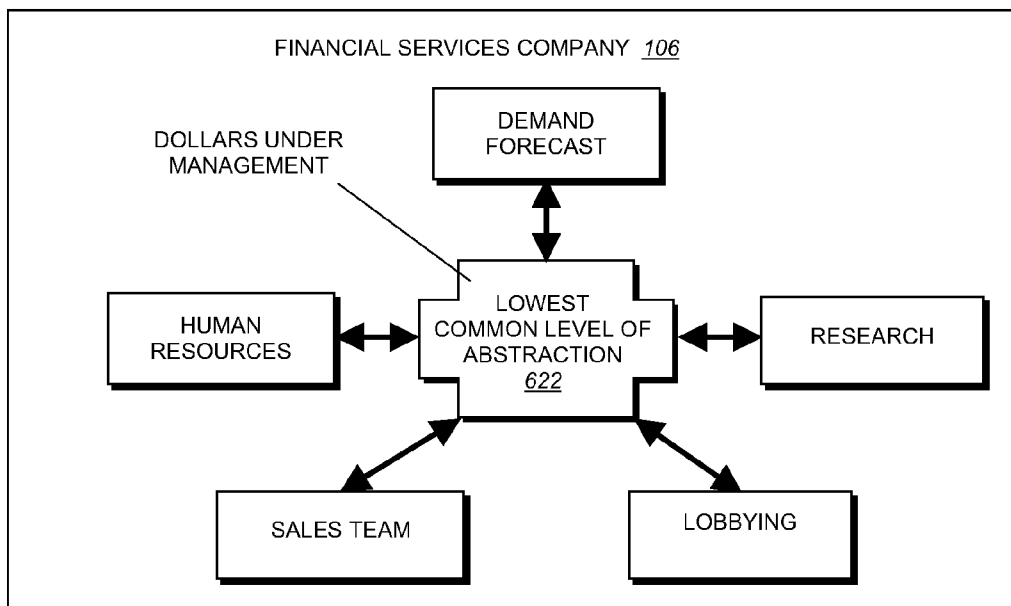 FINANCIAL SERVICES COMPANY 106
DEMAND
FORECAST
DOLLARS UNDER
MANAGEMENT
HUMAN
RESOURCES
LOWEST
COMMON LEVEL OF
ABSTRACTION
622
RESEARCH
SALES TEAM
LOBBYING